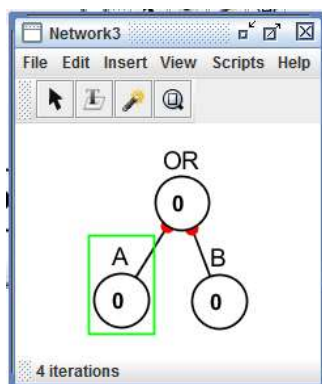 Network3
File Edit Insert View Scripts Help
OR
0
A
B
0
0
4 iterations